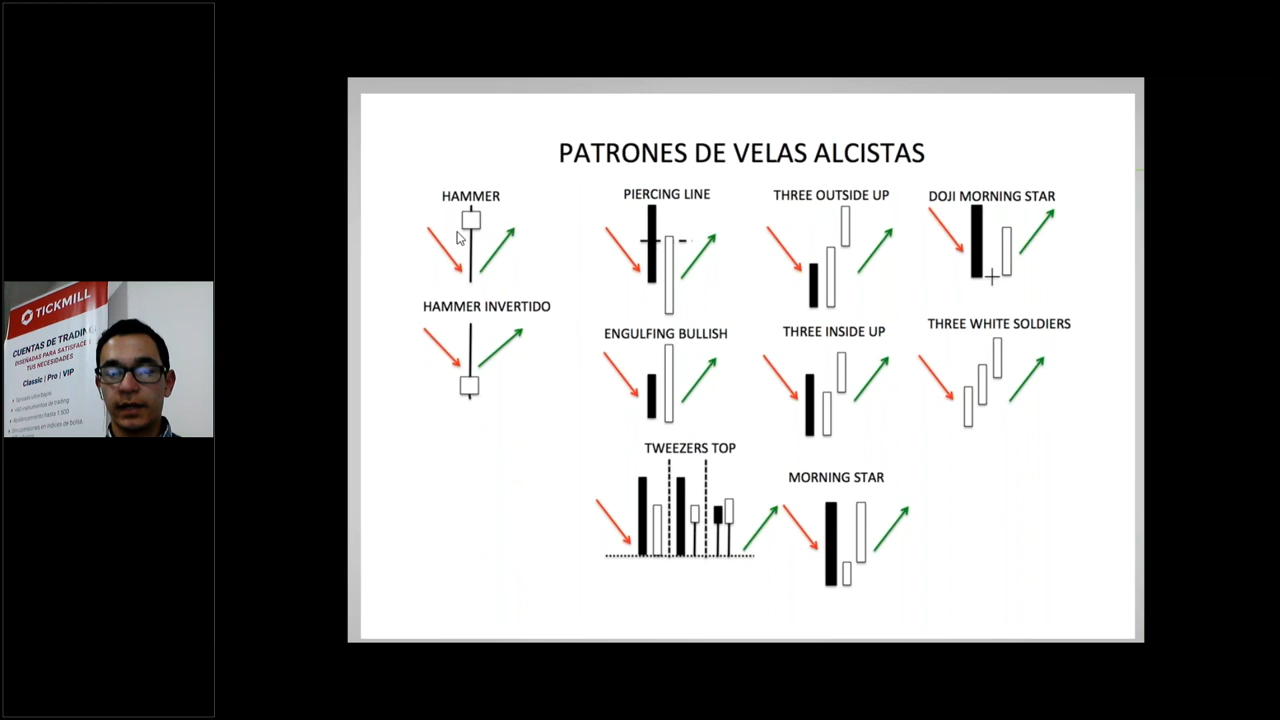 PATRONES DE VELAS ALCISTAS
HAMMER
PIERCING LINE
THREE OUTSIDE UP
DOJI MORNING STAR
HAMMER INVERTIDO
ENGULFING BULLISH
THREE INSIDE UP
THREE WHITE SOLDIERS
TWEEZERS TOP
MORNING STAR
TICKMILL
CUENTAS DE TRADING
DISEÑADAS PARA SATISFACE
TUS NECESIDADES
Classic | Pro | VIP